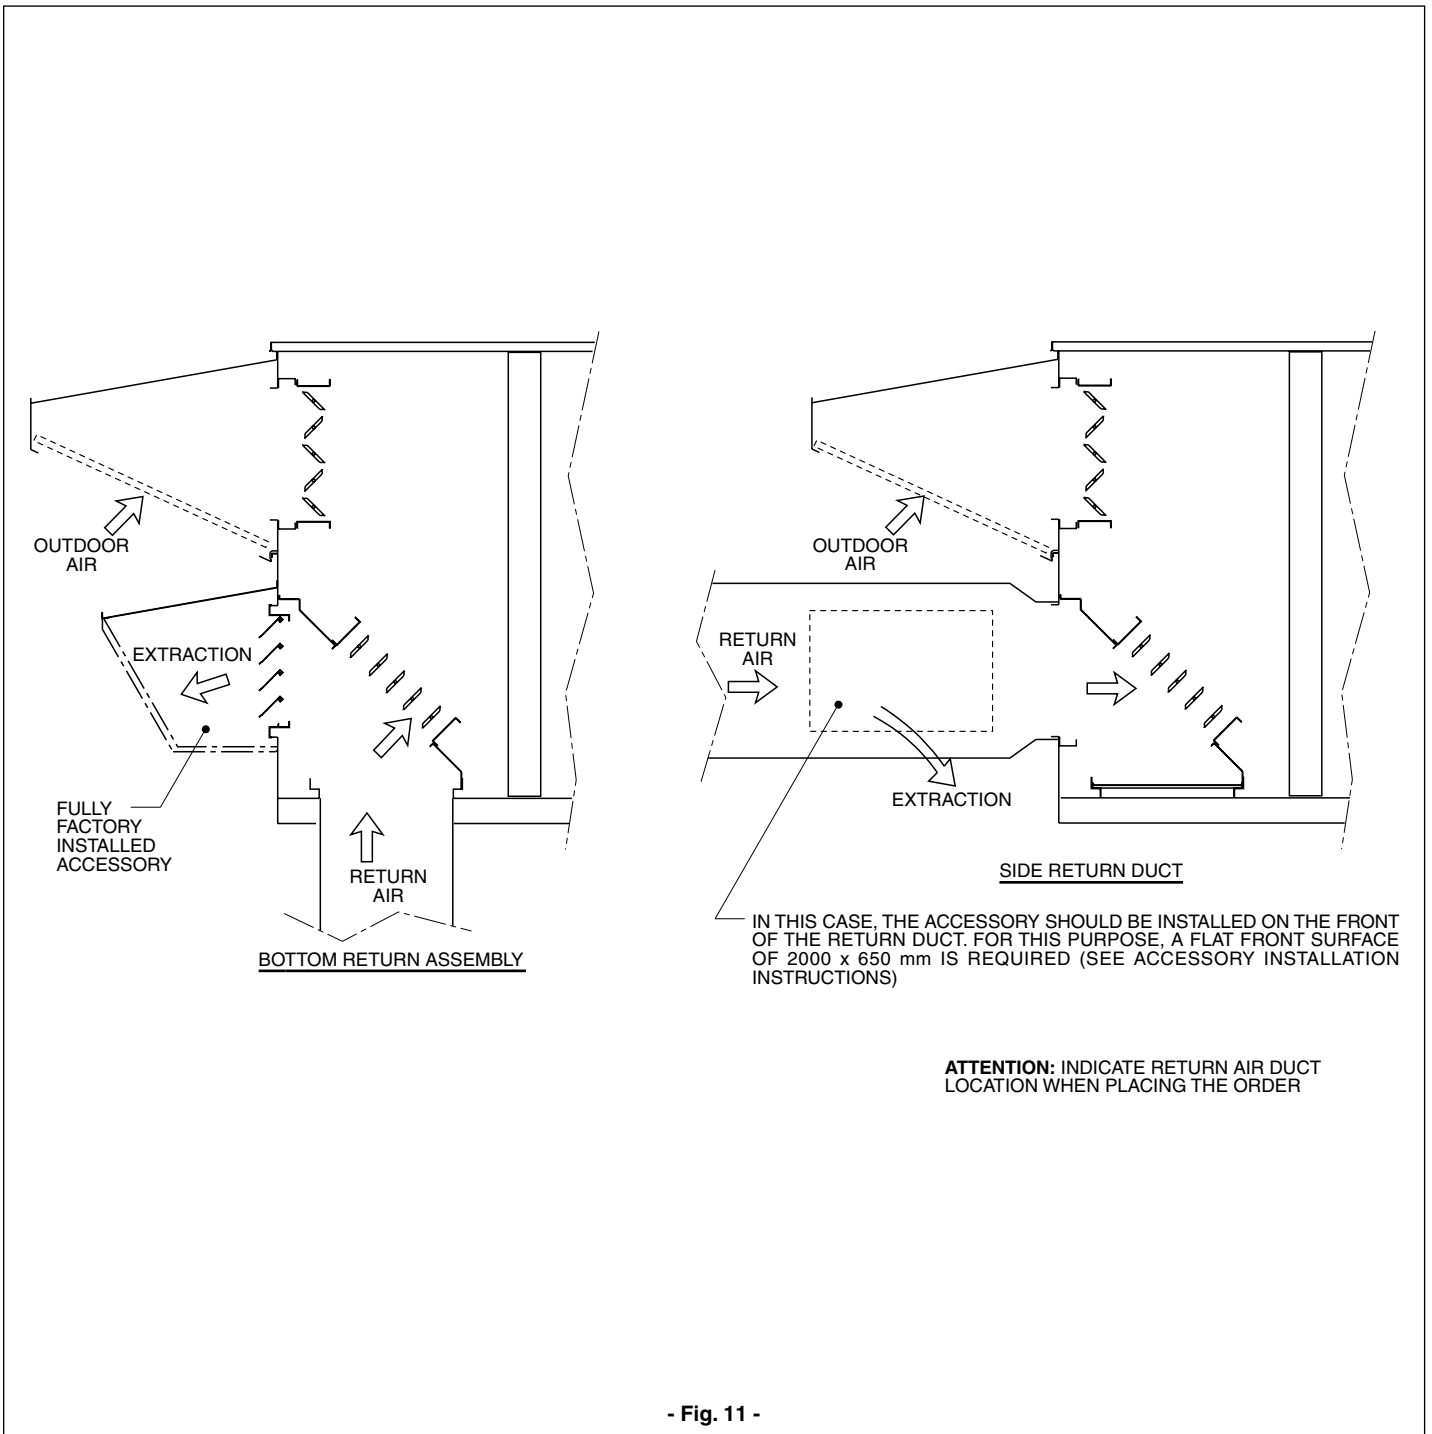 OUTDOOR
AIR
EXTRACTION
FULLY
FACTORY
INSTALLED
ACCESSORY
RETURN
AIR
BOTTOM RETURN ASSEMBLY
OUTDOOR
AIR
RETURN
AIR
EXTRACTION
SIDE RETURN DUCT
IN THIS CASE, THE ACCESSORY SHOULD BE INSTALLED ON THE FRONT
OF THE RETURN DUCT. FOR THIS PURPOSE, A FLAT FRONT SURFACE
OF 2000 x 650 mm IS REQUIRED (SEE ACCESSORY INSTALLATION
INSTRUCTIONS)
ATTENTION: INDICATE RETURN AIR DUCT
LOCATION WHEN PLACING THE ORDER
- Fig. 11 -